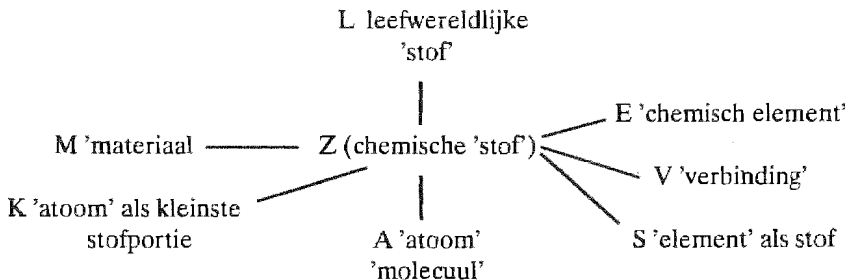 L leefwereldlijke
'stof'
E 'chemisch element'
M 'materiaal
Z (chemische 'stof')
V 'verbinding'
K 'atoom' als kleinste
stofportie
A 'atoom'
'molecuul'
S 'element' als stof